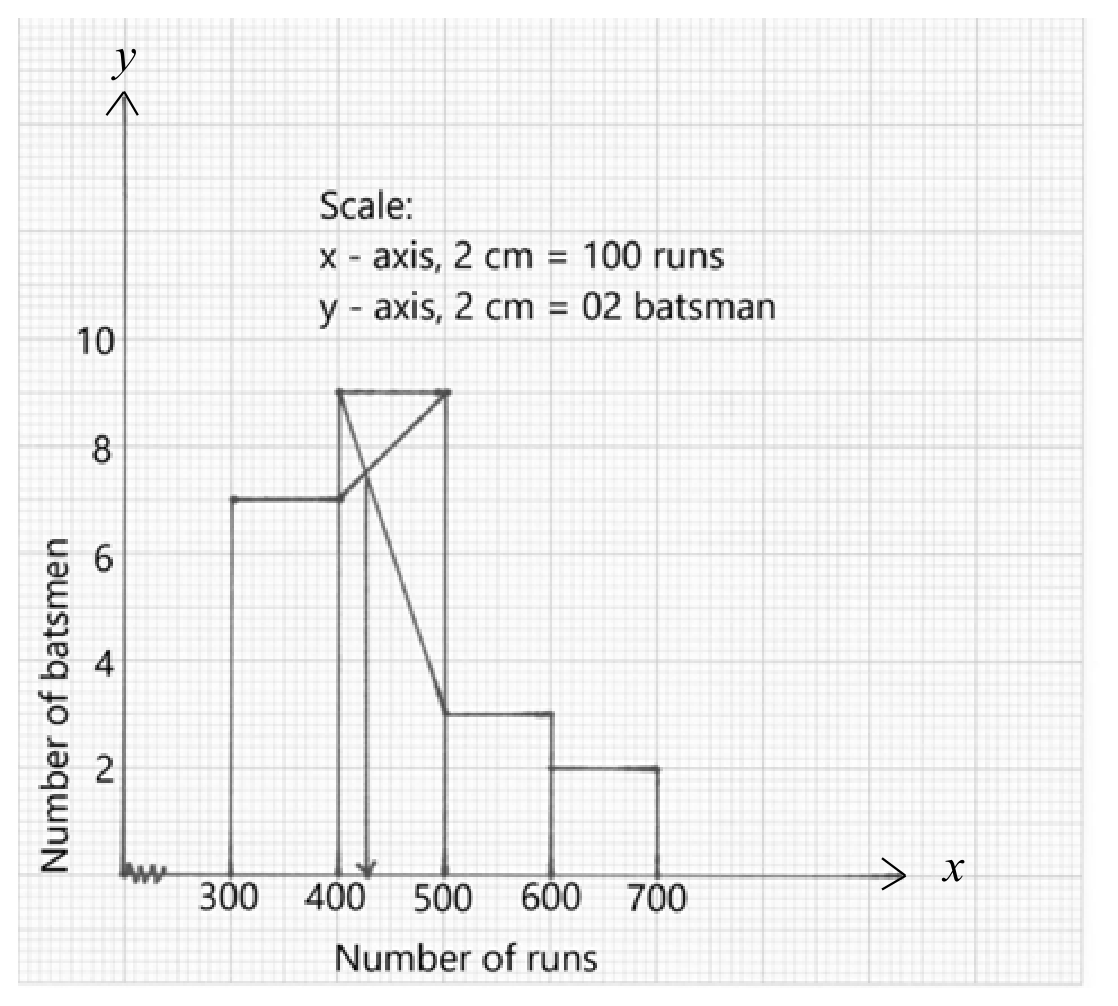 y
Scale:
x - axis, 2 cm = 100 runs
y - axis, 2 cm = 02 batsman
10
8
6
4
2
Number of batsmen
300 400 500 600 700
x
Number of runs